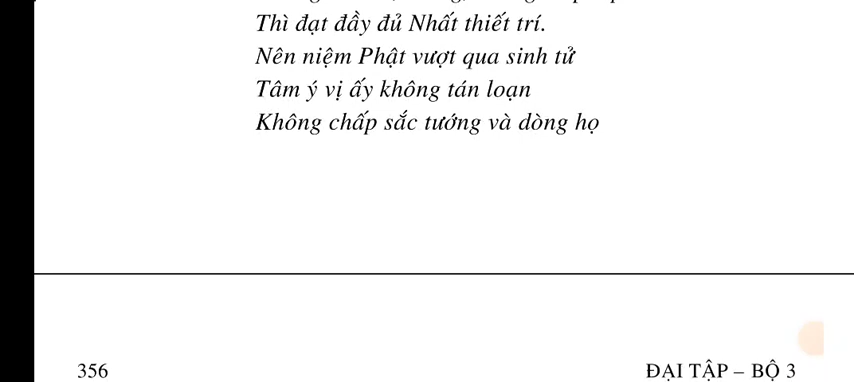 Thì đạt đầy đủ Nhất thiết trí.
Nên niệm Phật vượt qua sinh tử
Tâm ý vị ấy không tán loạn
Không chấp sắc tướng và dòng họ
356
ĐẠI TẬP – BỘ 3